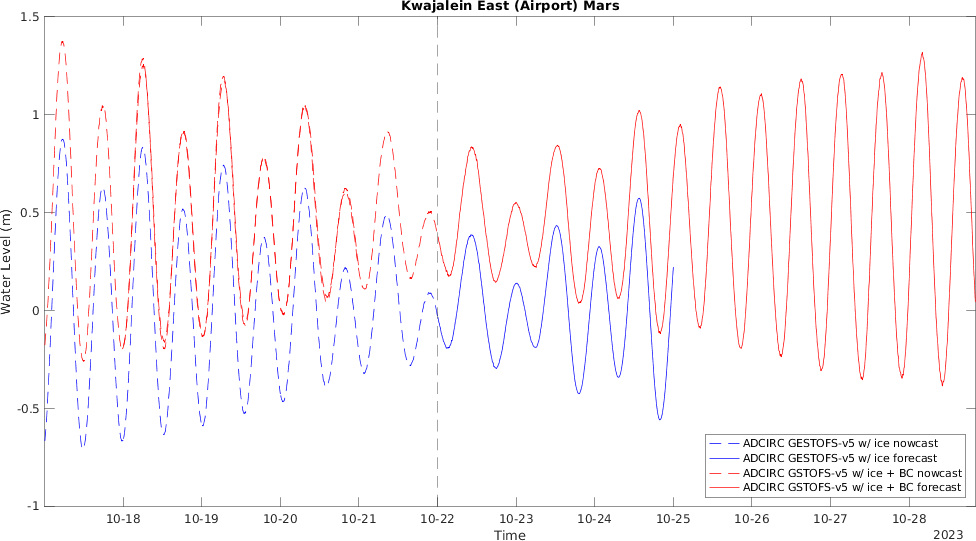 Kwajalein East (Airport) Mars
1.5
1
0.5
0
-0.5
-1
Water Level (m)
10-18 10-19 10-20 10-21 10-22 10-23 10-24 10-25 10-26 10-27 10-28
Time
2023
ADCIRC GESTOFS-v5 w/ ice nowcast
ADCIRC GESTOFS-v5 w/ ice forecast
ADCIRC GSTOFS-v5 w/ ice + BC nowcast
ADCIRC GSTOFS-v5 w/ ice + BC forecast